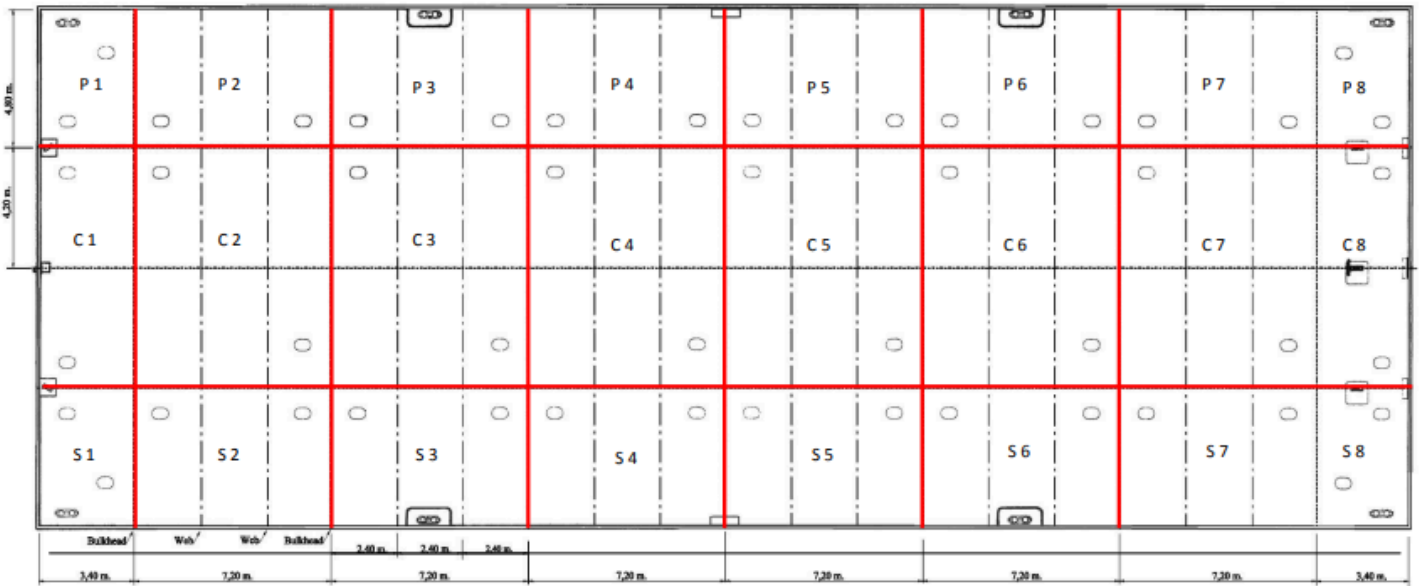 P 1 P 2 P 3 P 4 P 5 P 6 P 7 P 8
4,80 m.
4,20 m.
C 1 C 2 C 3 C 4 C 5 C 6 C 7 C 8
S 1 S 2 S 3 S 4 S 5 S 6 S 7 S 8
Bulkhead Web Web Bulkhead
2.40 m. 2.40 m. 2.40 m.
3,40 m. 7,20 m. 7,20 m. 7,20 m. 7,20 m. 7,20 m. 7,20 m. 3,40 m.